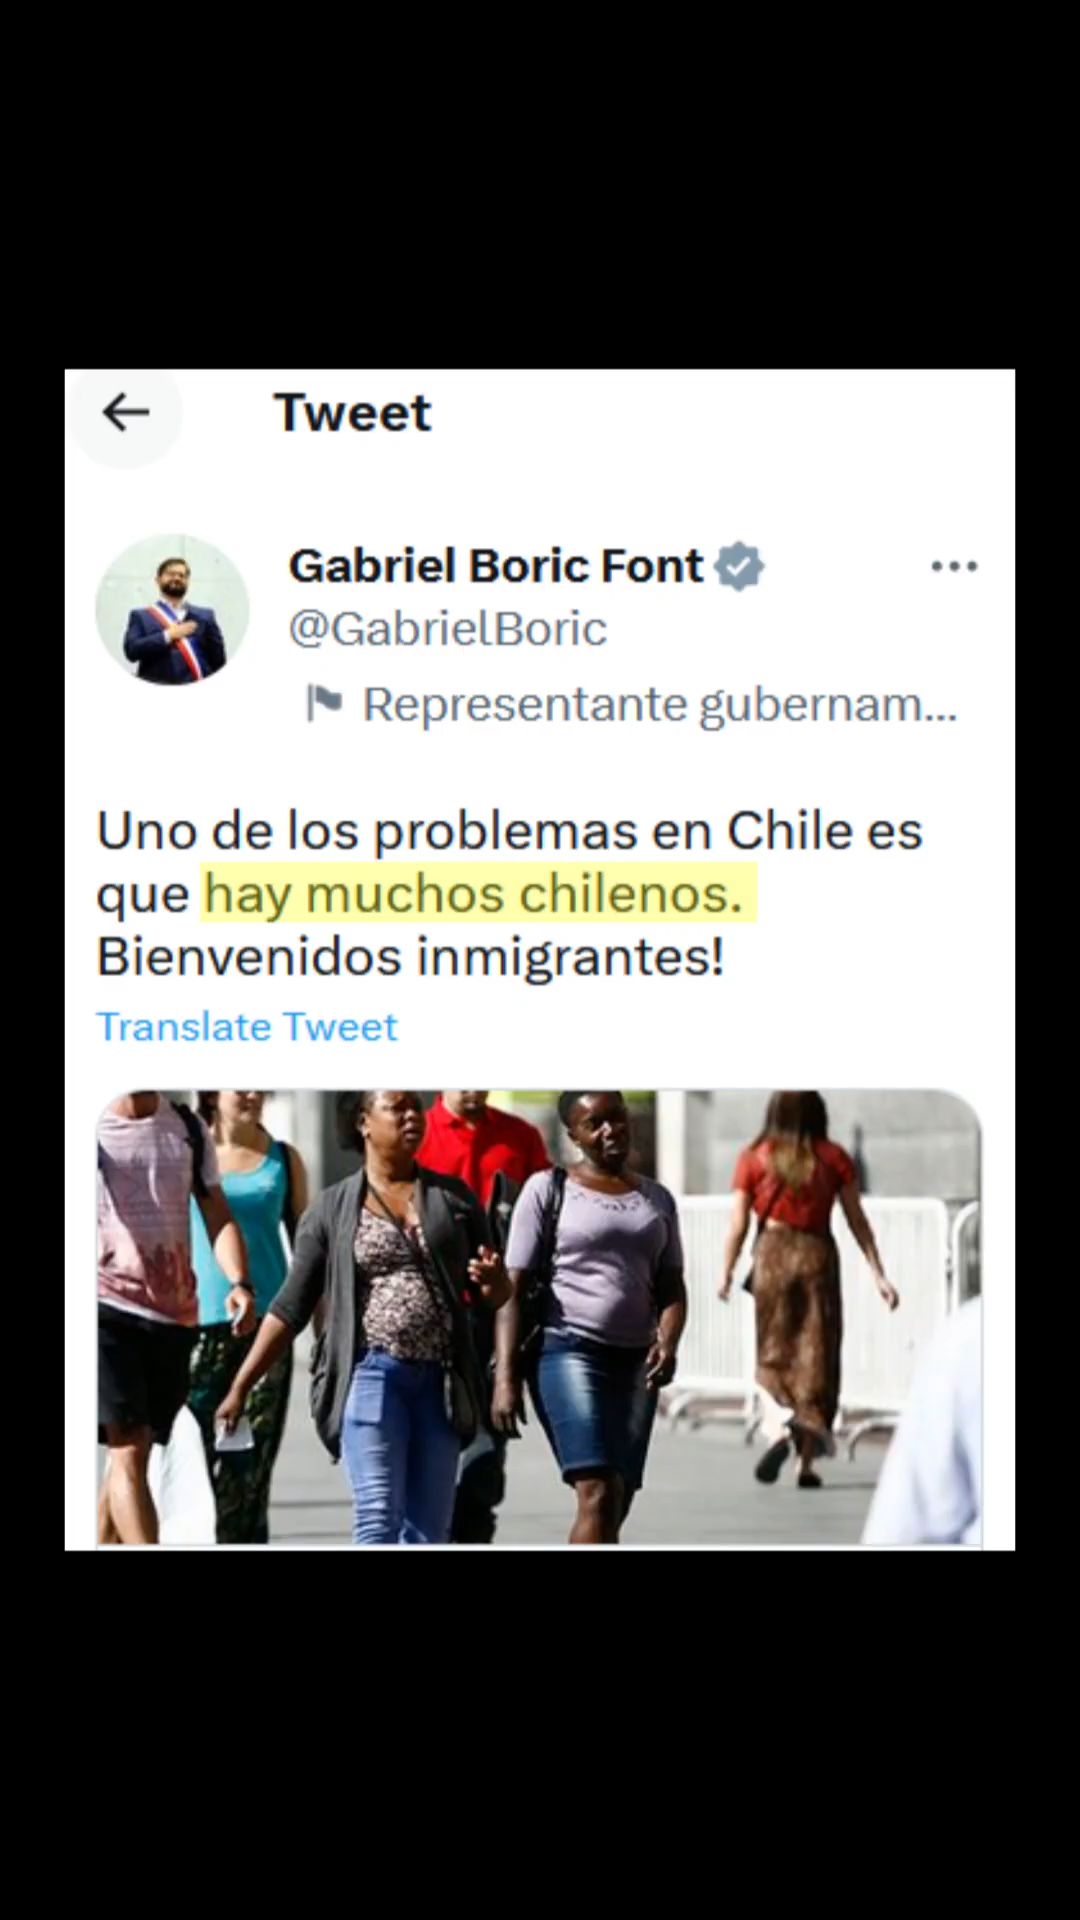 Tweet
Gabriel Boric Font
@GabrielBoric
Representante gubernam...
Uno de los problemas en Chile es
que hay muchos chilenos.
Bienvenidos inmigrantes!
Translate Tweet